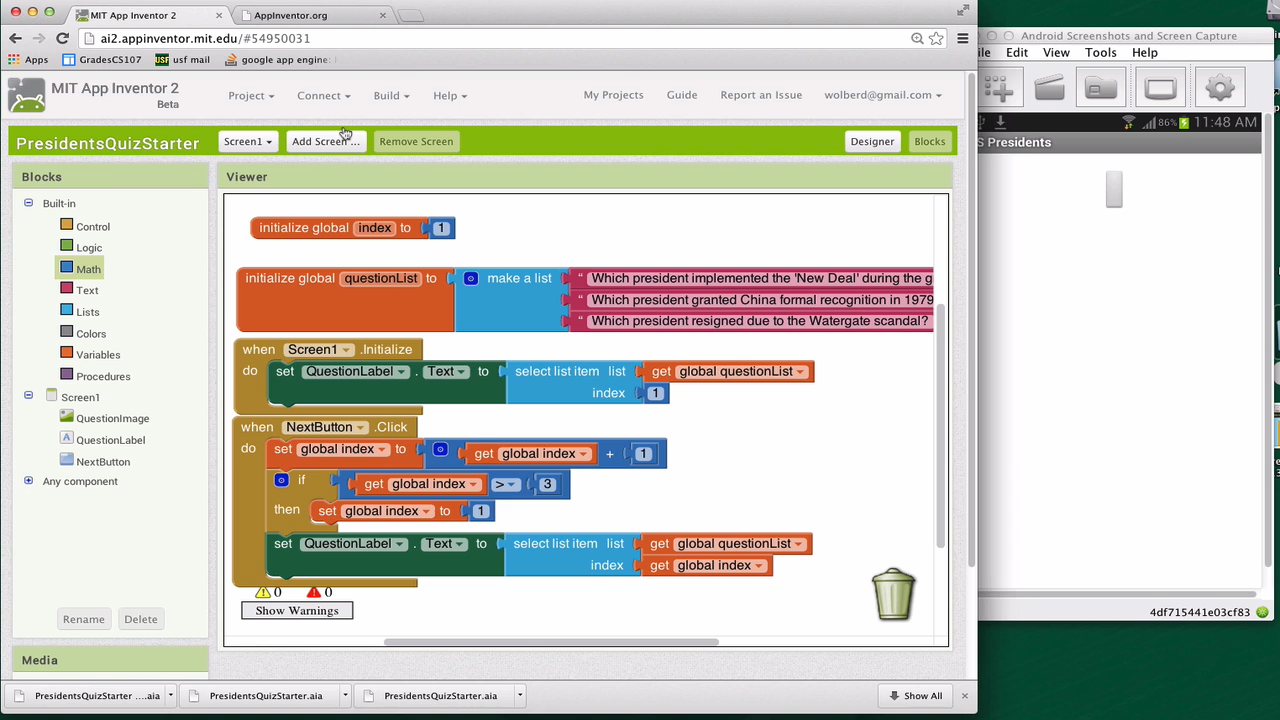 MIT App Inventor 2
AppInventor.org
ai2.appinventor.mit.edu/#54950031
Apps GradesCS107 usf mail google app engine:
MIT App Inventor 2
Beta
Project Connect Build Help My Projects Guide Report an Issue wolberd@gmail.com
PresidentsQuizStarter Screen1 Add Screen ... Remove Screen Designer Blocks
Blocks
Built-in
Control
Logic
Math
Text
Lists
Colors
Variables
Procedures
Screen1
QuestionImage
QuestionLabel
NextButton
Any component
Rename Delete
Media
Viewer
initialize global index to 1
initialize global questionList to make a list “ Which president implemented the 'New Deal' during the g
“ Which president granted China formal recognition in 1979
“ Which president resigned due to the Watergate scandal?
when Screen1 .Initialize
do set QuestionLabel . Text to select list item list get global questionList
index 1
when NextButton .Click
do set global index to get global index + 1
if get global index > 3
then set global index to 1
set QuestionLabel . Text to select list item list get global questionList
index get global index
0 0
Show Warnings
PresidentsQuizStarter ....aia PresidentsQuizStarter.aia PresidentsQuizStarter.aia Show All
Android Screenshots and Screen Capture
ile Edit View Tools Help
86% 11:48 AM
S Presidents
4df715441e03cf83